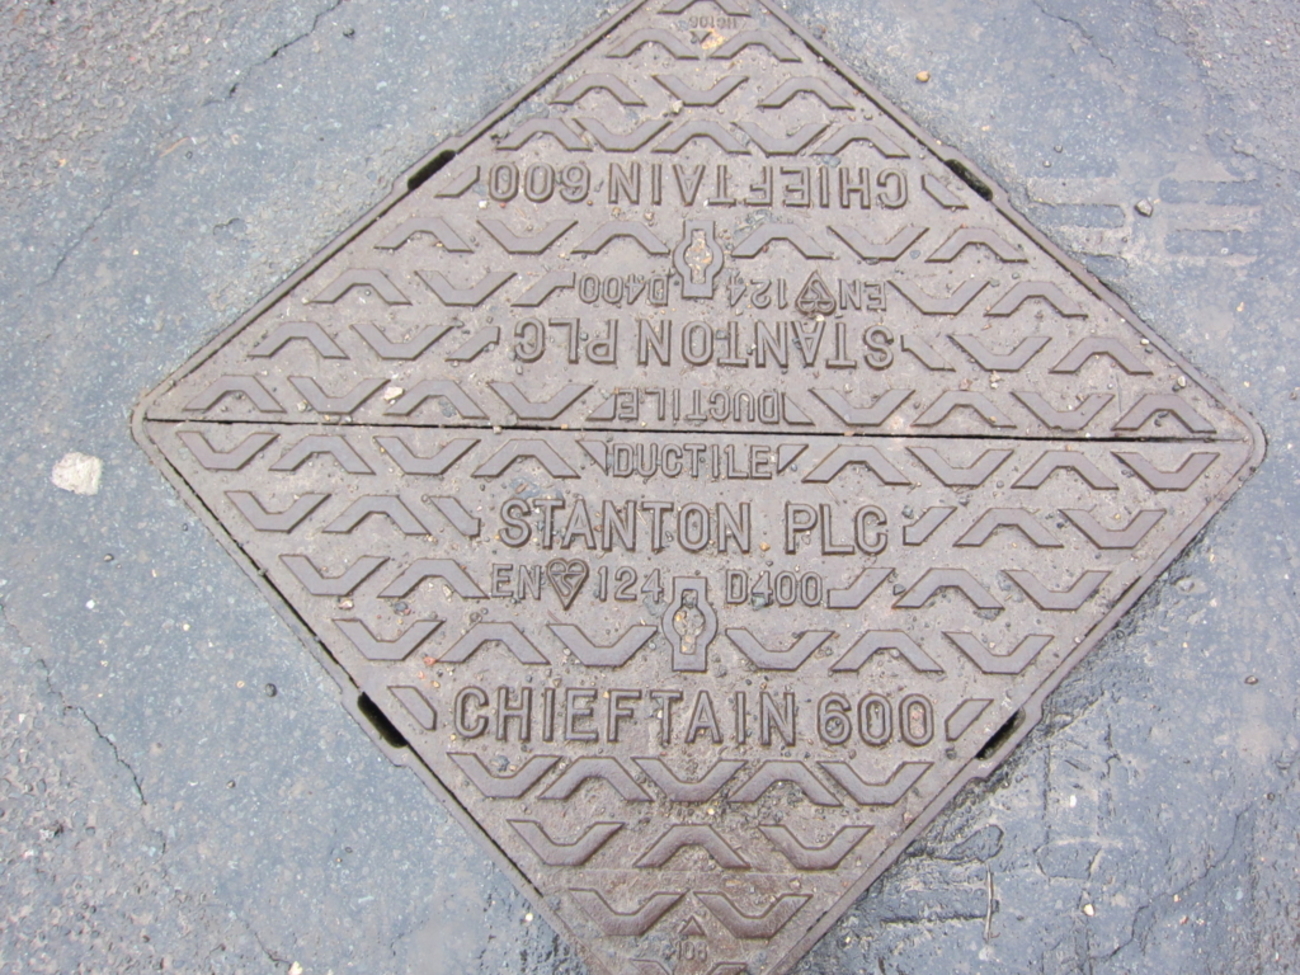 CHIEFTAIN 600
EN 124 D400
STANTON PLC
DUCTILE
DUCTILE
STANTON PLC
EN 124 D400
CHIEFTAIN 600